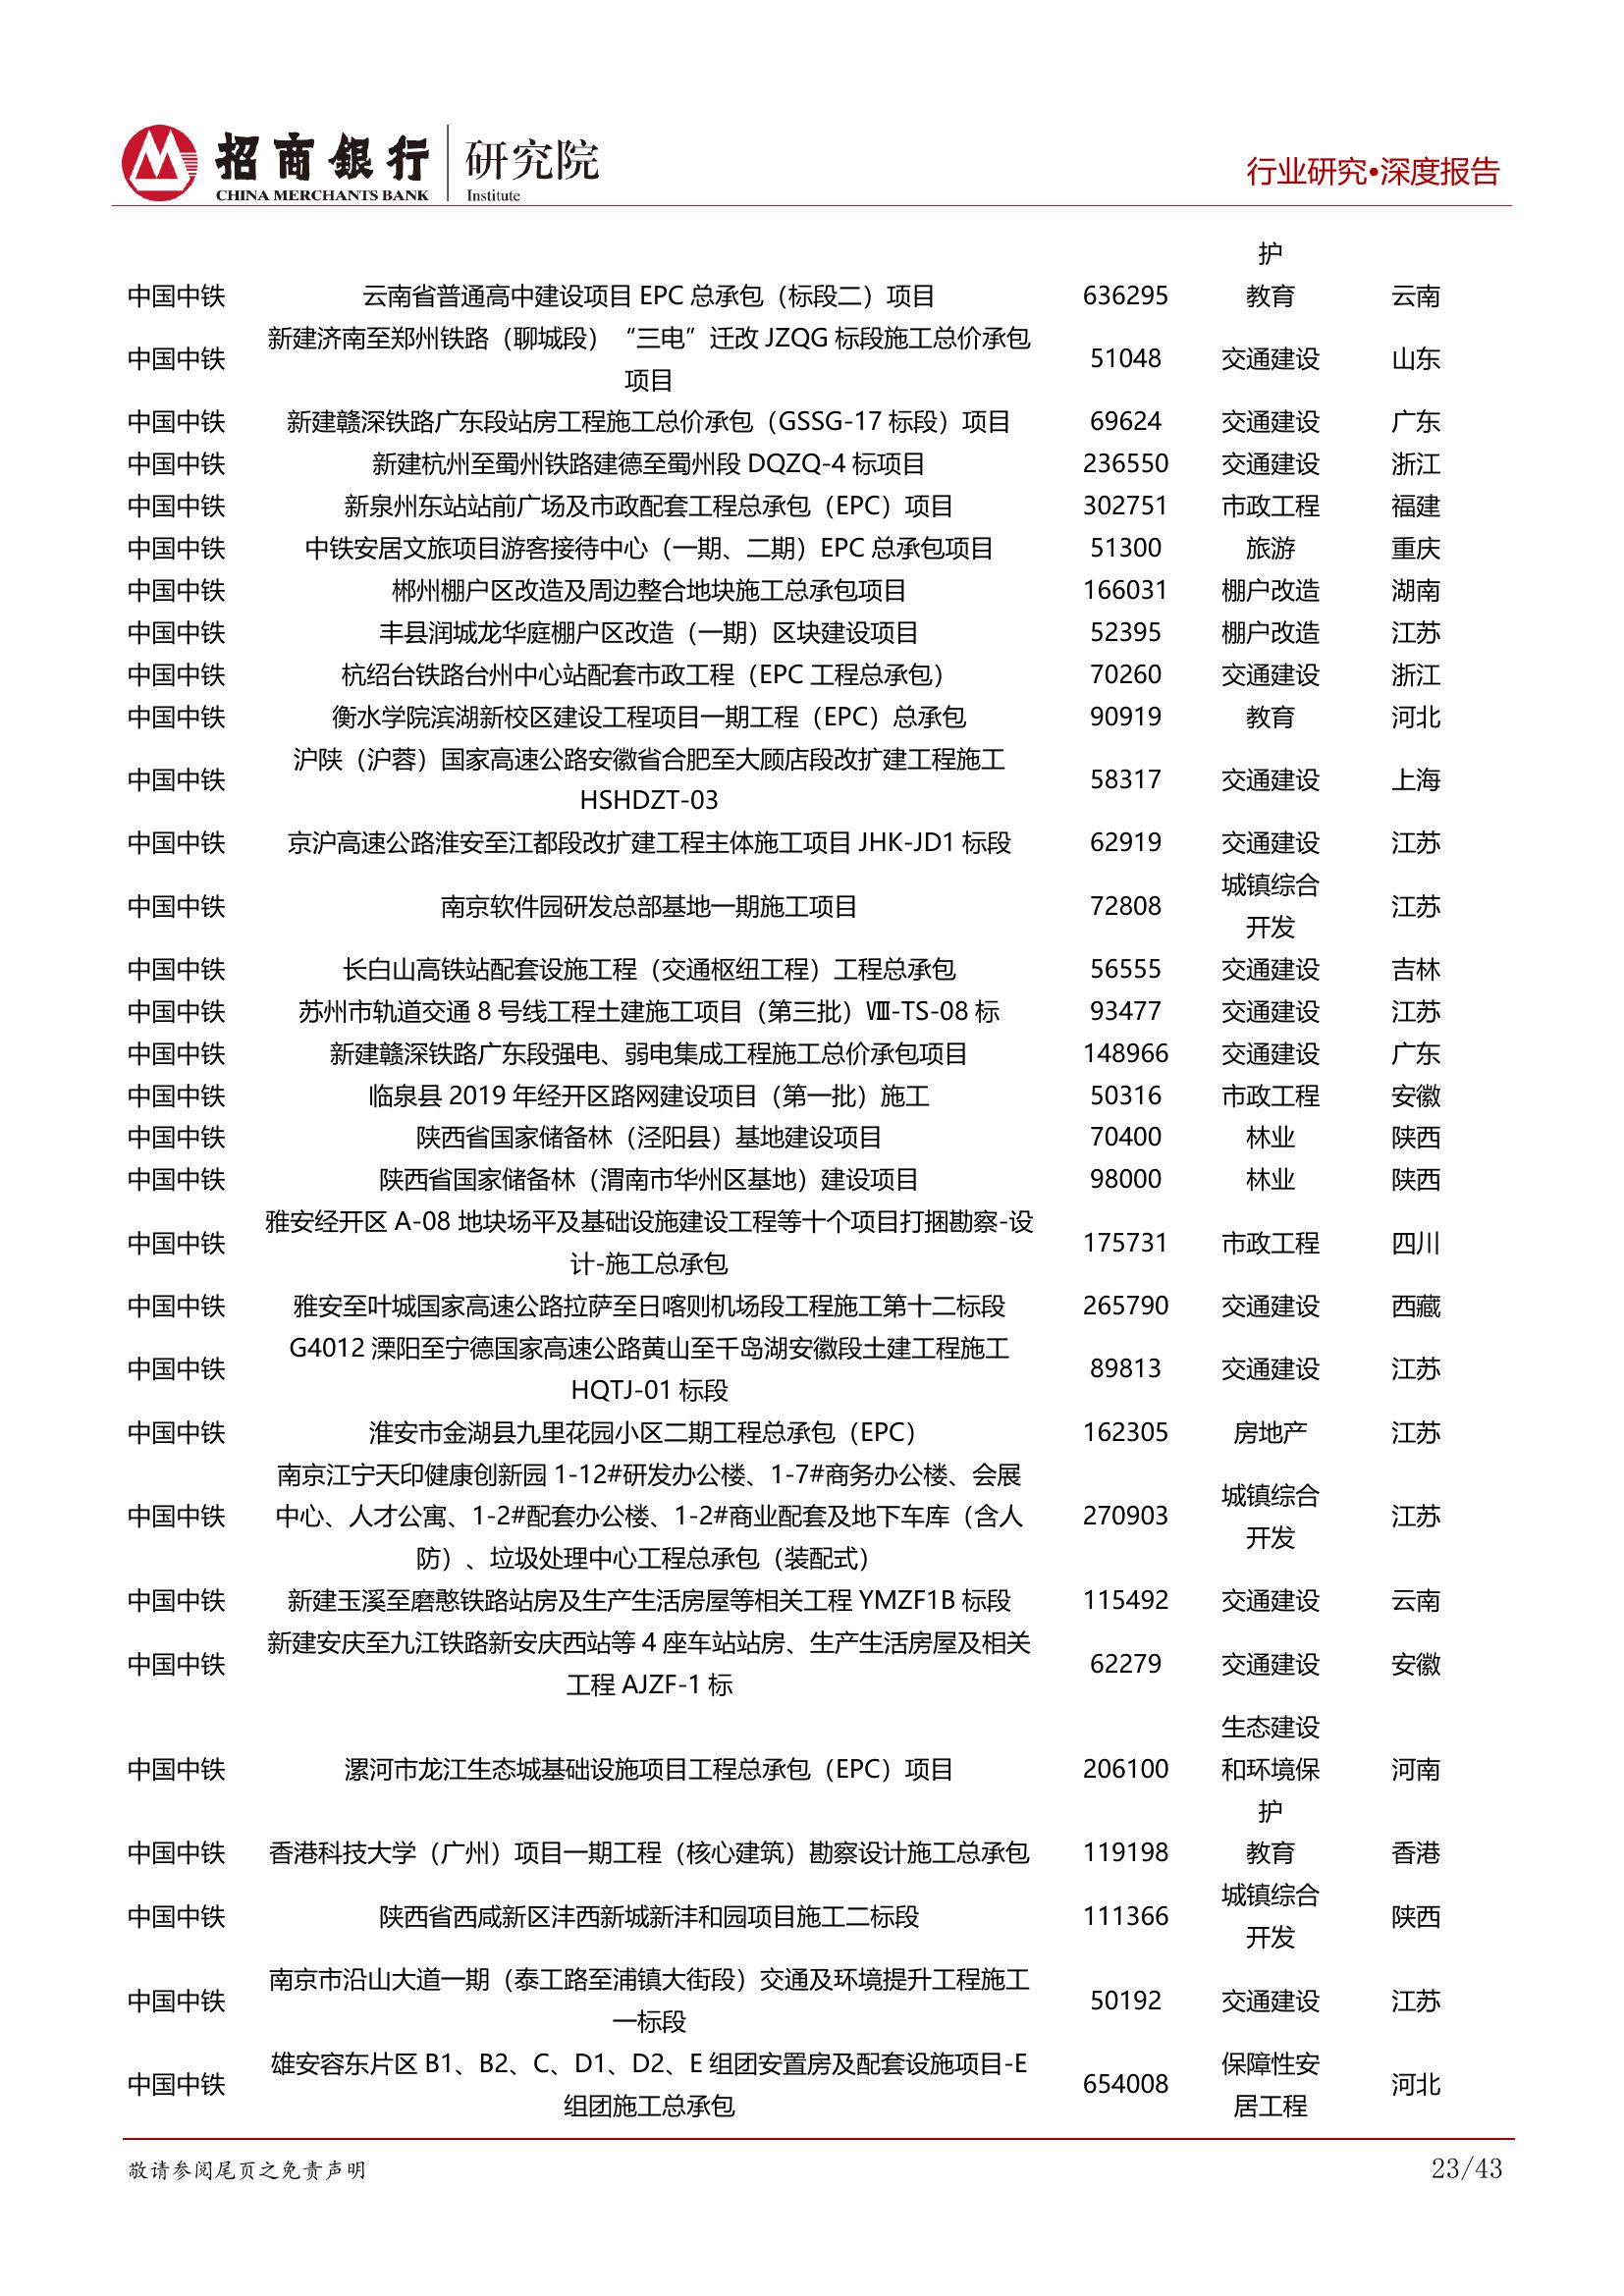 招商银行 研究院
CHINA MERCHANTS BANK Institute
行业研究•深度报告
护
中国中铁 云南省普通高中建设项目 EPC 总承包（标段二）项目 636295 教育 云南
新建济南至郑州铁路（聊城段）“三电”迁改 JZQG 标段施工总价承包
中国中铁 51048 交通建设 山东
项目
中国中铁 新建赣深铁路广东段站房工程施工总价承包（GSSG-17 标段）项目 69624 交通建设 广东
中国中铁 新建杭州至蜀州铁路建德至蜀州段 DQZQ-4 标项目 236550 交通建设 浙江
中国中铁 新泉州东站站前广场及市政配套工程总承包（EPC）项目 302751 市政工程 福建
中国中铁 中铁安居文旅项目游客接待中心（一期、二期）EPC 总承包项目 51300 旅游 重庆
中国中铁 郴州棚户区改造及周边整合地块施工总承包项目 166031 棚户改造 湖南
中国中铁 丰县润城龙华庭棚户区改造（一期）区块建设项目 52395 棚户改造 江苏
中国中铁 杭绍台铁路台州中心站配套市政工程（EPC 工程总承包） 70260 交通建设 浙江
中国中铁 衡水学院滨湖新校区建设工程项目一期工程（EPC）总承包 90919 教育 河北
沪陕（沪蓉）国家高速公路安徽省合肥至大顾店段改扩建工程施工
中国中铁 58317 交通建设 上海
HSHDZT-03
中国中铁 京沪高速公路淮安至江都段改扩建工程主体施工项目 JHK-JD1 标段 62919 交通建设 江苏
城镇综合
中国中铁 南京软件园研发总部基地一期施工项目 72808 江苏
开发
中国中铁 长白山高铁站配套设施工程（交通枢纽工程）工程总承包 56555 交通建设 吉林
中国中铁 苏州市轨道交通 8 号线工程土建施工项目（第三批）Ⅷ-TS-08 标 93477 交通建设 江苏
中国中铁 新建赣深铁路广东段强电、弱电集成工程施工总价承包项目 148966 交通建设 广东
中国中铁 临泉县 2019 年经开区路网建设项目（第一批）施工 50316 市政工程 安徽
中国中铁 陕西省国家储备林（泾阳县）基地建设项目 70400 林业 陕西
中国中铁 陕西省国家储备林（渭南市华州区基地）建设项目 98000 林业 陕西
雅安经开区 A-08 地块场平及基础设施建设工程等十个项目打捆勘察-设
中国中铁 175731 市政工程 四川
计-施工总承包
中国中铁 雅安至叶城国家高速公路拉萨至日喀则机场段工程施工第十二标段 265790 交通建设 西藏
G4012 溧阳至宁德国家高速公路黄山至千岛湖安徽段土建工程施工
中国中铁 89813 交通建设 江苏
HQTJ-01 标段
中国中铁 淮安市金湖县九里花园小区二期工程总承包（EPC） 162305 房地产 江苏
南京江宁天印健康创新园 1-12#研发办公楼、1-7#商务办公楼、会展
城镇综合
中国中铁 中心、人才公寓、1-2#配套办公楼、1-2#商业配套及地下车库（含人 270903 江苏
开发
防）、垃圾处理中心工程总承包（装配式）
中国中铁 新建玉溪至磨憨铁路站房及生产生活房屋等相关工程 YMZF1B 标段 115492 交通建设 云南
新建安庆至九江铁路新安庆西站等 4 座车站站房、生产生活房屋及相关
中国中铁 62279 交通建设 安徽
工程 AJZF-1 标
生态建设
中国中铁 漯河市龙江生态城基础设施项目工程总承包（EPC）项目 206100 和环境保 河南
护
中国中铁 香港科技大学（广州）项目一期工程（核心建筑）勘察设计施工总承包 119198 教育 香港
城镇综合
中国中铁 陕西省西咸新区沣西新城新沣和园项目施工二标段 111366 陕西
开发
南京市沿山大道一期（泰工路至浦镇大街段）交通及环境提升工程施工
中国中铁 50192 交通建设 江苏
一标段
雄安容东片区 B1、B2、C、D1、D2、E 组团安置房及配套设施项目-E 保障性安
中国中铁 654008 河北
组团施工总承包 居工程
敬请参阅尾页之免责声明 23/43